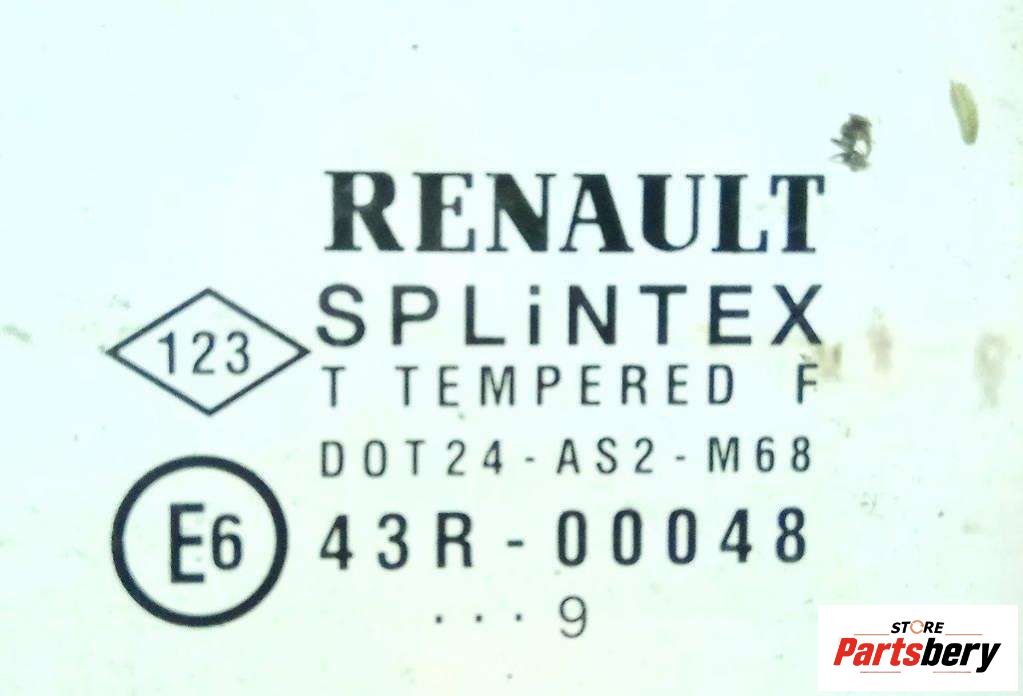 RENAULT
123
SPLiNTEX
T TEMPERED F
DOT24-AS2-M68
E6
43R-00048
...9
STORE
Partsbery